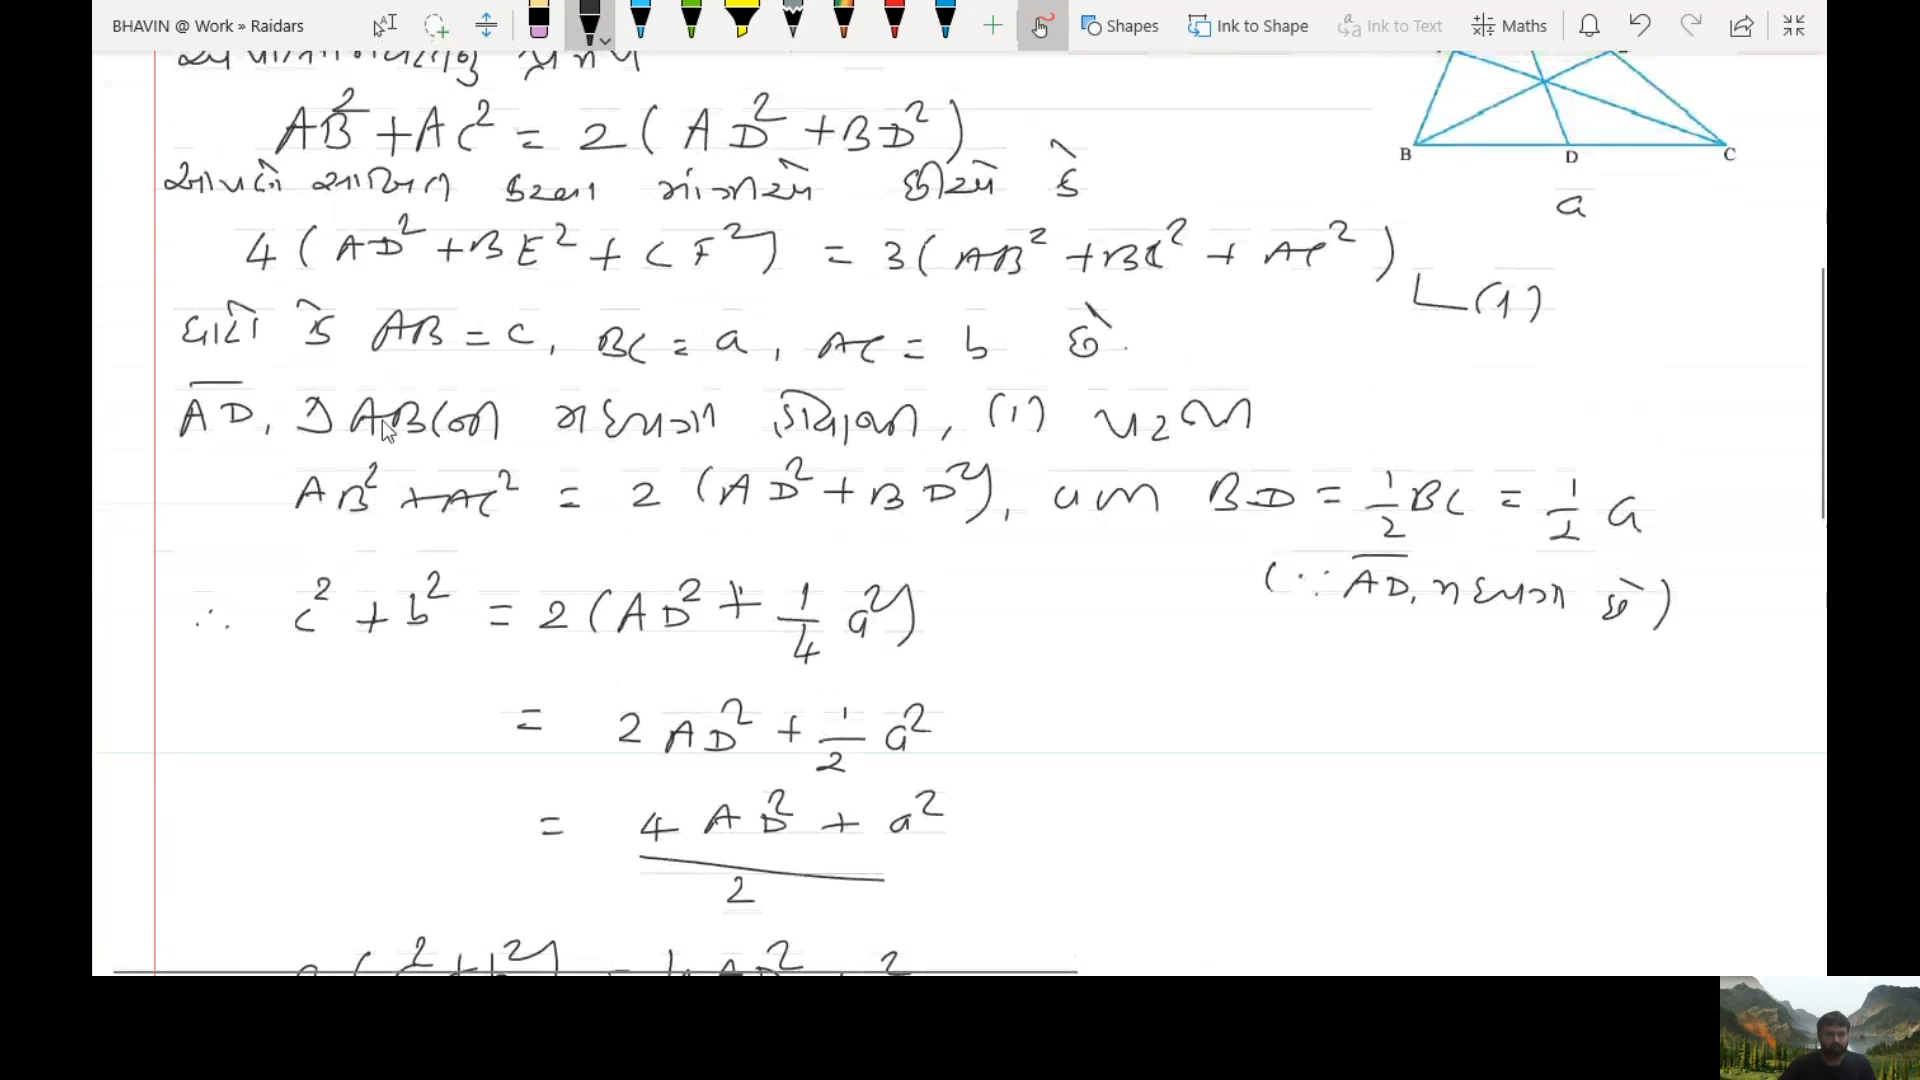 BHAVIN @ Work » Raidars
Shapes Ink to Shape Ink to Text Maths
AB² + AC² = 2 ( AD² + BD² )
B D C
a
આપણે સાબિત કરવા માંગીએ છીએ કે
4 ( AD² + BE² + CF² ) = 3 ( AB² + BC² + AC² )
(1)
ધારો કે AB = c, BC = a, AC = b છે.
AD, ABCની મધ્યગા હોવાથી, (1) પરથી
AB² + AC² = 2 (AD² + BD²), BD = 1/2 BC = 1/2 a
(∵ AD, મધ્યગા છે)
∴ c² + b² = 2 ( AD² + 1/4 a² )
= 2 AD² + 1/2 a²
= 4 AD² + a²
2